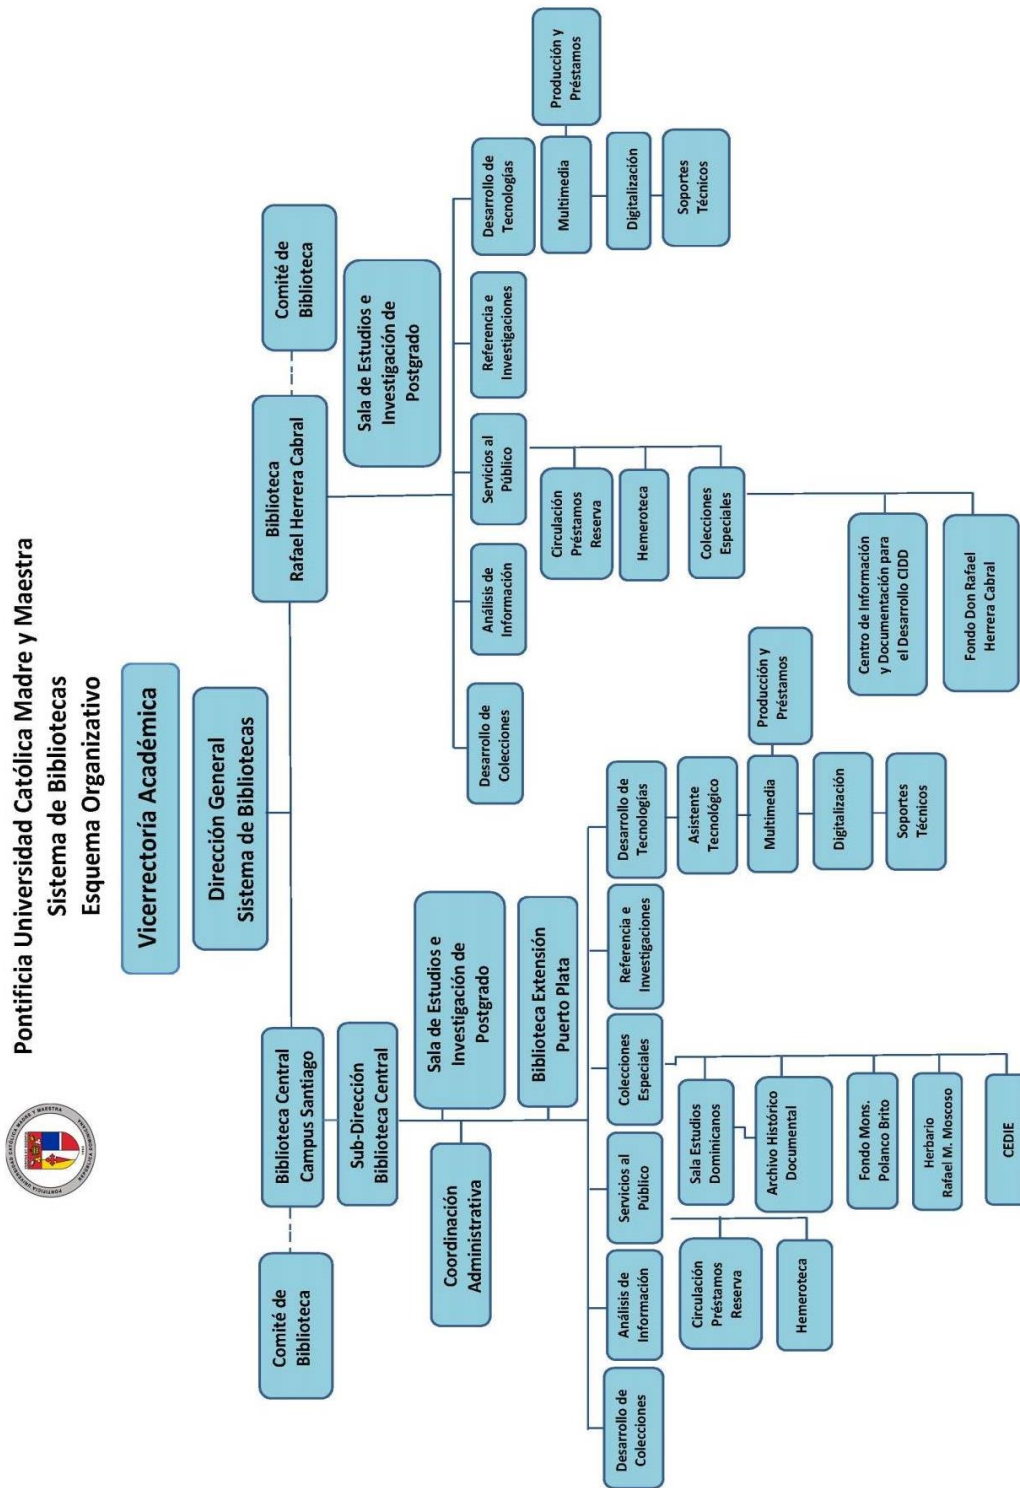 Pontificia Universidad Católica Madre y Maestra
Sistema de Bibliotecas
Esquema Organizativo
Vicerrectoría Académica
Dirección General
Sistema de Bibliotecas
Comité de
Biblioteca
Biblioteca Central
Campus Santiago
Biblioteca
Rafael Herrera Cabral
Comité de
Biblioteca
Sub-Dirección
Biblioteca Central
Coordinación
Administrativa
Sala de Estudios e
Investigación de
Postgrado
Biblioteca Extensión
Puerto Plata
Desarrollo de
Colecciones
Análisis de
Información
Servicios al
Público
Circulación
Préstamos
Reserva
Hemeroteca
Colecciones
Especiales
Sala Estudios
Dominicanos
Archivo Histórico
Documental
Fondo Mons.
Polanco Brito
Herbario
Rafael M. Moscoso
CEDIE
Referencia e
Investigaciones
Desarrollo de
Tecnologías
Asistente
Tecnológico
Multimedia
Producción y
Préstamos
Digitalización
Soportes
Técnicos
Sala de Estudios e
Investigación de
Postgrado
Desarrollo de
Colecciones
Análisis de
Información
Servicios al
Público
Circulación
Préstamos
Reserva
Hemeroteca
Colecciones
Especiales
Centro de Información
y Documentación para
el Desarrollo CIDD
Fondo Don Rafael
Herrera Cabral
Referencia e
Investigaciones
Desarrollo de
Tecnologías
Multimedia
Producción y
Préstamos
Digitalización
Soportes
Técnicos